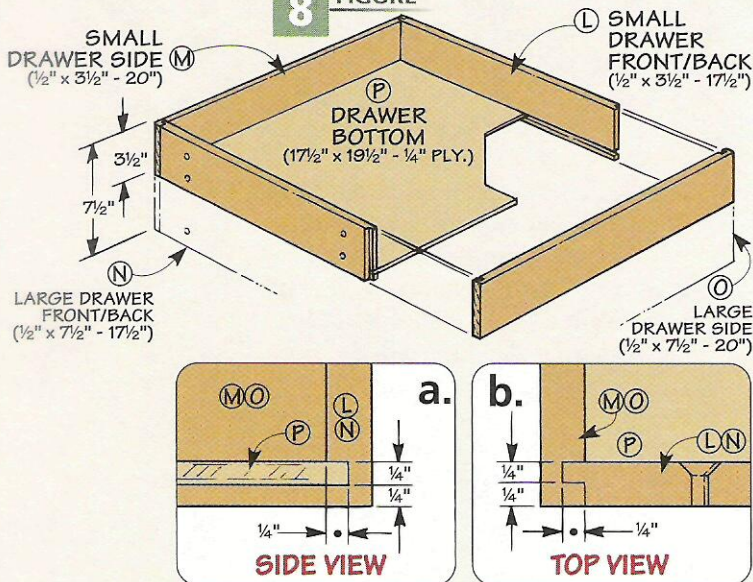 8 FIGURE
SMALL
DRAWER SIDE M
(½" x 3½" - 20")
L SMALL
DRAWER
FRONT/BACK
(½" x 3½" - 17½")
P
DRAWER
BOTTOM
(17½" x 19½" - ¼" PLY.)
3½"
7½"
N
LARGE DRAWER
FRONT/BACK
(½" x 7½" - 17½")
O
LARGE
DRAWER SIDE
(½" x 7½" - 20")
a.
M O
L
N
P
¼"
¼"
¼"
SIDE VIEW
b.
M O
P
L N
¼"
¼"
¼"
TOP VIEW